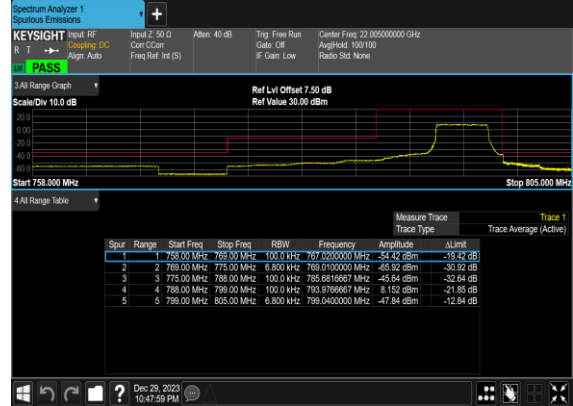 Spectrum Analyzer 1
Spurious Emissions
+
KEYSIGHT Input: RF Input Z: 50 Ω Atten: 40 dB Trig: Free Run Center Freq: 22.005000000 GHz
R T Coupling: DC Corr CCorr Gate: Off Avg|Hold: 100/100
Align: Auto Freq Ref: Int (S) IF Gain: Low Radio Std: None
PASS
3.All Range Graph Ref Lvl Offset 7.50 dB
Scale/Div 10.0 dB Ref Value 30.00 dBm
20.0
0.00
-20.0
-40.0
-60.0
Start 758.000 MHz Stop 805.000 MHz
4.All Range Table
Measure Trace Trace 1
Trace Type Trace Average (Active)
Spur Range Start Freq Stop Freq RBW Frequency Amplitude ΔLimit
1 1 758.00 MHz 769.00 MHz 100.0 kHz 767.0200000 MHz -54.42 dBm -19.42 dB
2 2 769.00 MHz 775.00 MHz 6.800 kHz 769.0100000 MHz -65.92 dBm -30.92 dB
3 3 775.00 MHz 788.00 MHz 100.0 kHz 785.6816667 MHz -45.64 dBm -32.64 dB
4 4 788.00 MHz 799.00 MHz 100.0 kHz 793.9766667 MHz 8.152 dBm -21.85 dB
5 5 799.00 MHz 805.00 MHz 6.800 kHz 799.0400000 MHz -47.84 dBm -12.84 dB
? Dec 29, 2023
10:47:59 PM